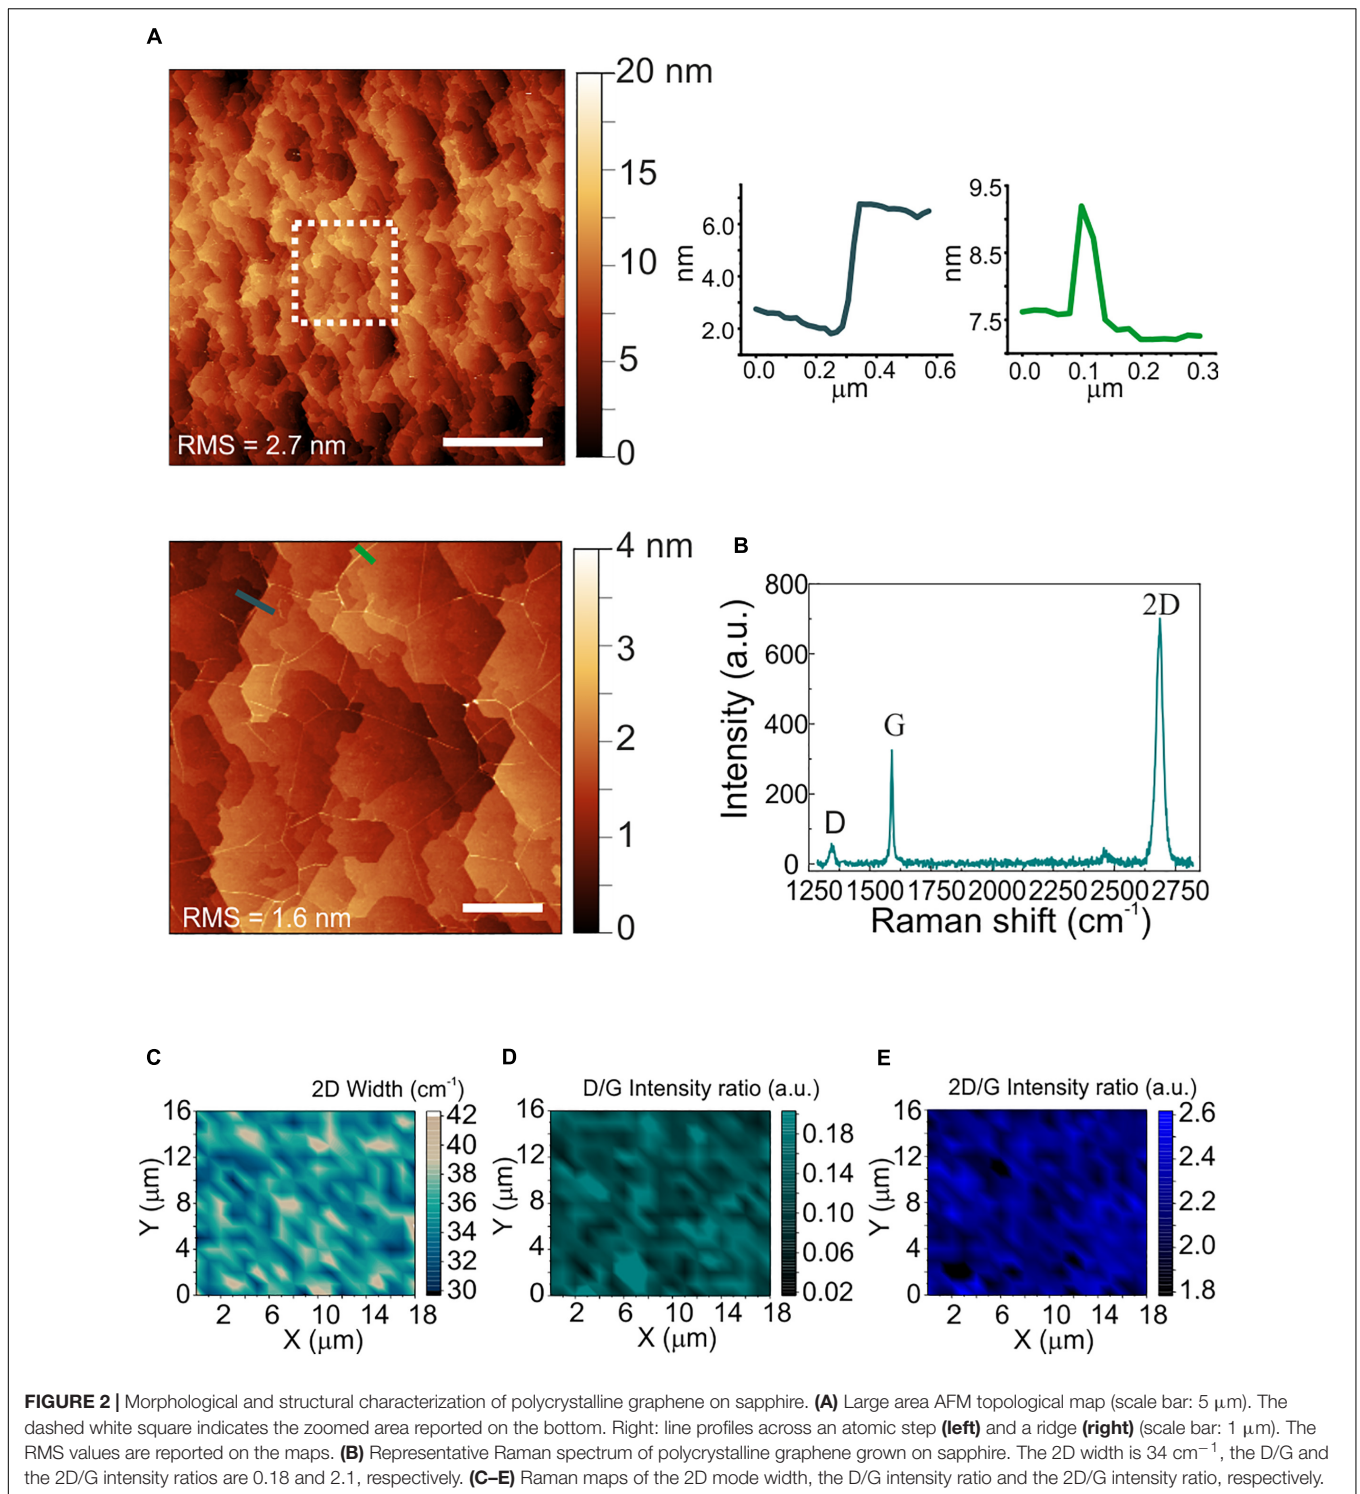 A
20 nm
15
10
5
0
RMS = 2.7 nm
6.0
4.0
2.0
nm
0.0 0.2 0.4 0.6
μm
9.5
8.5
7.5
nm
0.0 0.1 0.2 0.3
μm
4 nm
3
2
1
0
RMS = 1.6 nm
B
800
600
400
200
0
Intensity (a.u.)
D
G
2D
1250 1500 1750 2000 2250 2500 2750
Raman shift (cm-1)
C
2D Width (cm-1)
16
12
8
4
0
Y (μm)
2 6 10 14 18
X (μm)
42
40
38
36
34
32
30
D
D/G Intensity ratio (a.u.)
16
12
8
4
0
Y (μm)
2 6 10 14 18
X (μm)
0.18
0.14
0.10
0.06
0.02
E
2D/G Intensity ratio (a.u.)
16
12
8
4
0
Y (μm)
2 6 10 14 18
X (μm)
2.6
2.4
2.2
2.0
1.8
FIGURE 2 | Morphological and structural characterization of polycrystalline graphene on sapphire. (A) Large area AFM topological map (scale bar: 5 μm). The
dashed white square indicates the zoomed area reported on the bottom. Right: line profiles across an atomic step (left) and a ridge (right) (scale bar: 1 μm). The
RMS values are reported on the maps. (B) Representative Raman spectrum of polycrystalline graphene grown on sapphire. The 2D width is 34 cm−1, the D/G and
the 2D/G intensity ratios are 0.18 and 2.1, respectively. (C–E) Raman maps of the 2D mode width, the D/G intensity ratio and the 2D/G intensity ratio, respectively.